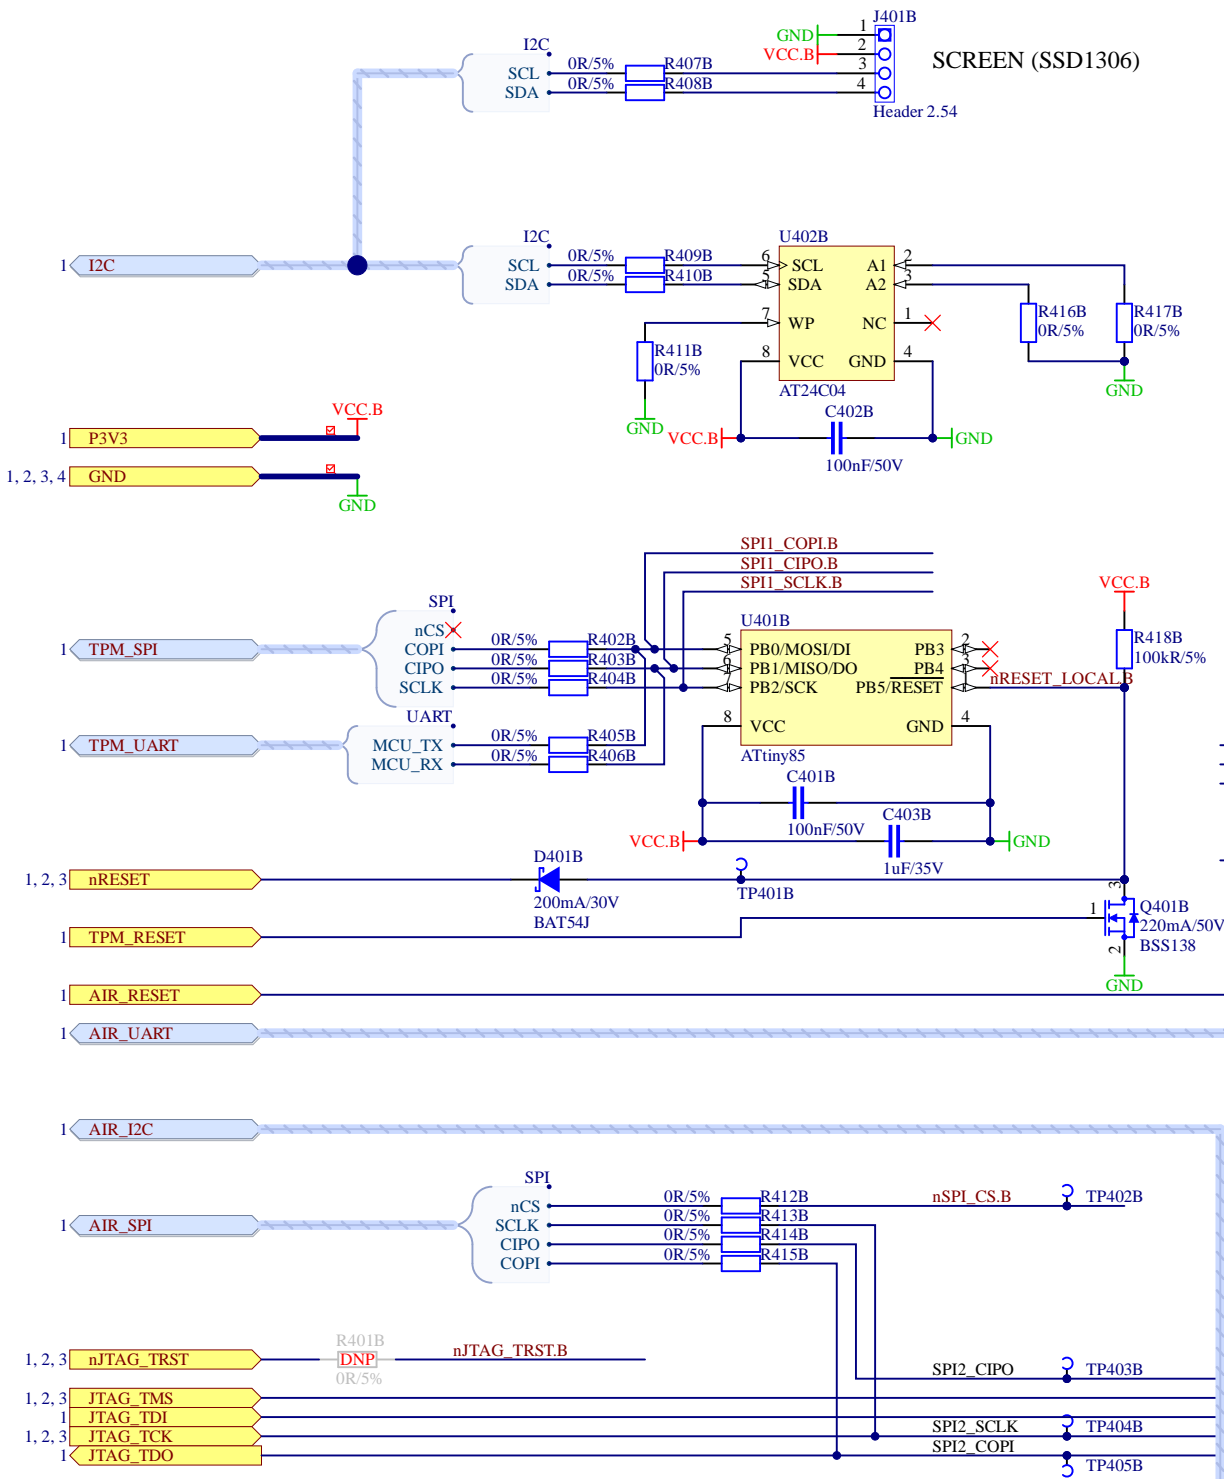 J401B
GND 1
VCC.B 2
3
4
SCREEN (SSD1306)
Header 2.54
I2C
SCL 0R/5% R407B
SDA 0R/5% R408B
1 I2C
I2C
SCL 0R/5% R409B
SDA 0R/5% R410B
U402B
6 SCL A1 2
5 SDA A2 3
7 WP NC 1
8 VCC GND 4
AT24C04
R411B
0R/5%
GND
R416B
0R/5%
R417B
0R/5%
GND
C402B
VCC.B GND
100nF/50V
VCC.B
1 P3V3
1, 2, 3, 4 GND
GND
SPI1_COPI.B
SPI1_CIPO.B
SPI1_SCLK.B
1 TPM_SPI
SPI
nCS
COPI 0R/5% R402B
CIPO 0R/5% R403B
SCLK 0R/5% R404B
1 TPM_UART
UART
MCU_TX 0R/5% R405B
MCU_RX 0R/5% R406B
U401B
5 PB0/MOSI/DI PB3 2
6 PB1/MISO/DO PB4 3
7 PB2/SCK PB5/RESET nRESET_LOCAL.B
8 VCC GND 4
ATtiny85
VCC.B
R418B
100kR/5%
C401B
100nF/50V
C403B
VCC.B GND
1uF/35V
1, 2, 3 nRESET
D401B
200mA/30V
BAT54J
TP401B
1 TPM_RESET
3
1
2
Q401B
220mA/50V
BSS138
GND
1 AIR_RESET
1 AIR_UART
1 AIR_I2C
1 AIR_SPI
SPI
nCS 0R/5% R412B nSPI_CS.B TP402B
SCLK 0R/5% R413B
CIPO 0R/5% R414B
COPI 0R/5% R415B
R401B
1, 2, 3 nJTAG_TRST DNP nJTAG_TRST.B
0R/5%
SPI2_CIPO TP403B
1, 2, 3 JTAG_TMS
1 JTAG_TDI
1, 2, 3 JTAG_TCK SPI2_SCLK TP404B
1 JTAG_TDO SPI2_COPI TP405B